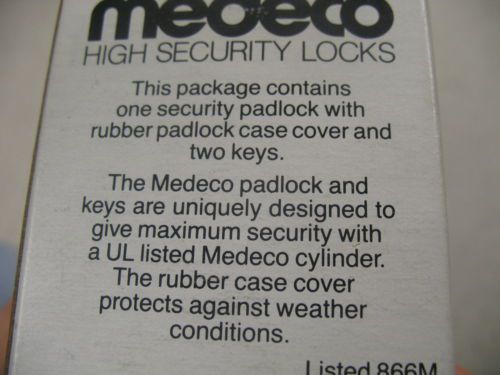 medeco
HIGH SECURITY LOCKS
This package contains
one security padlock with
rubber padlock case cover and
two keys.
The Medeco padlock and
keys are uniquely designed to
give maximum security with
a UL listed Medeco cylinder.
The rubber case cover
protects against weather
conditions.
Listed 866M